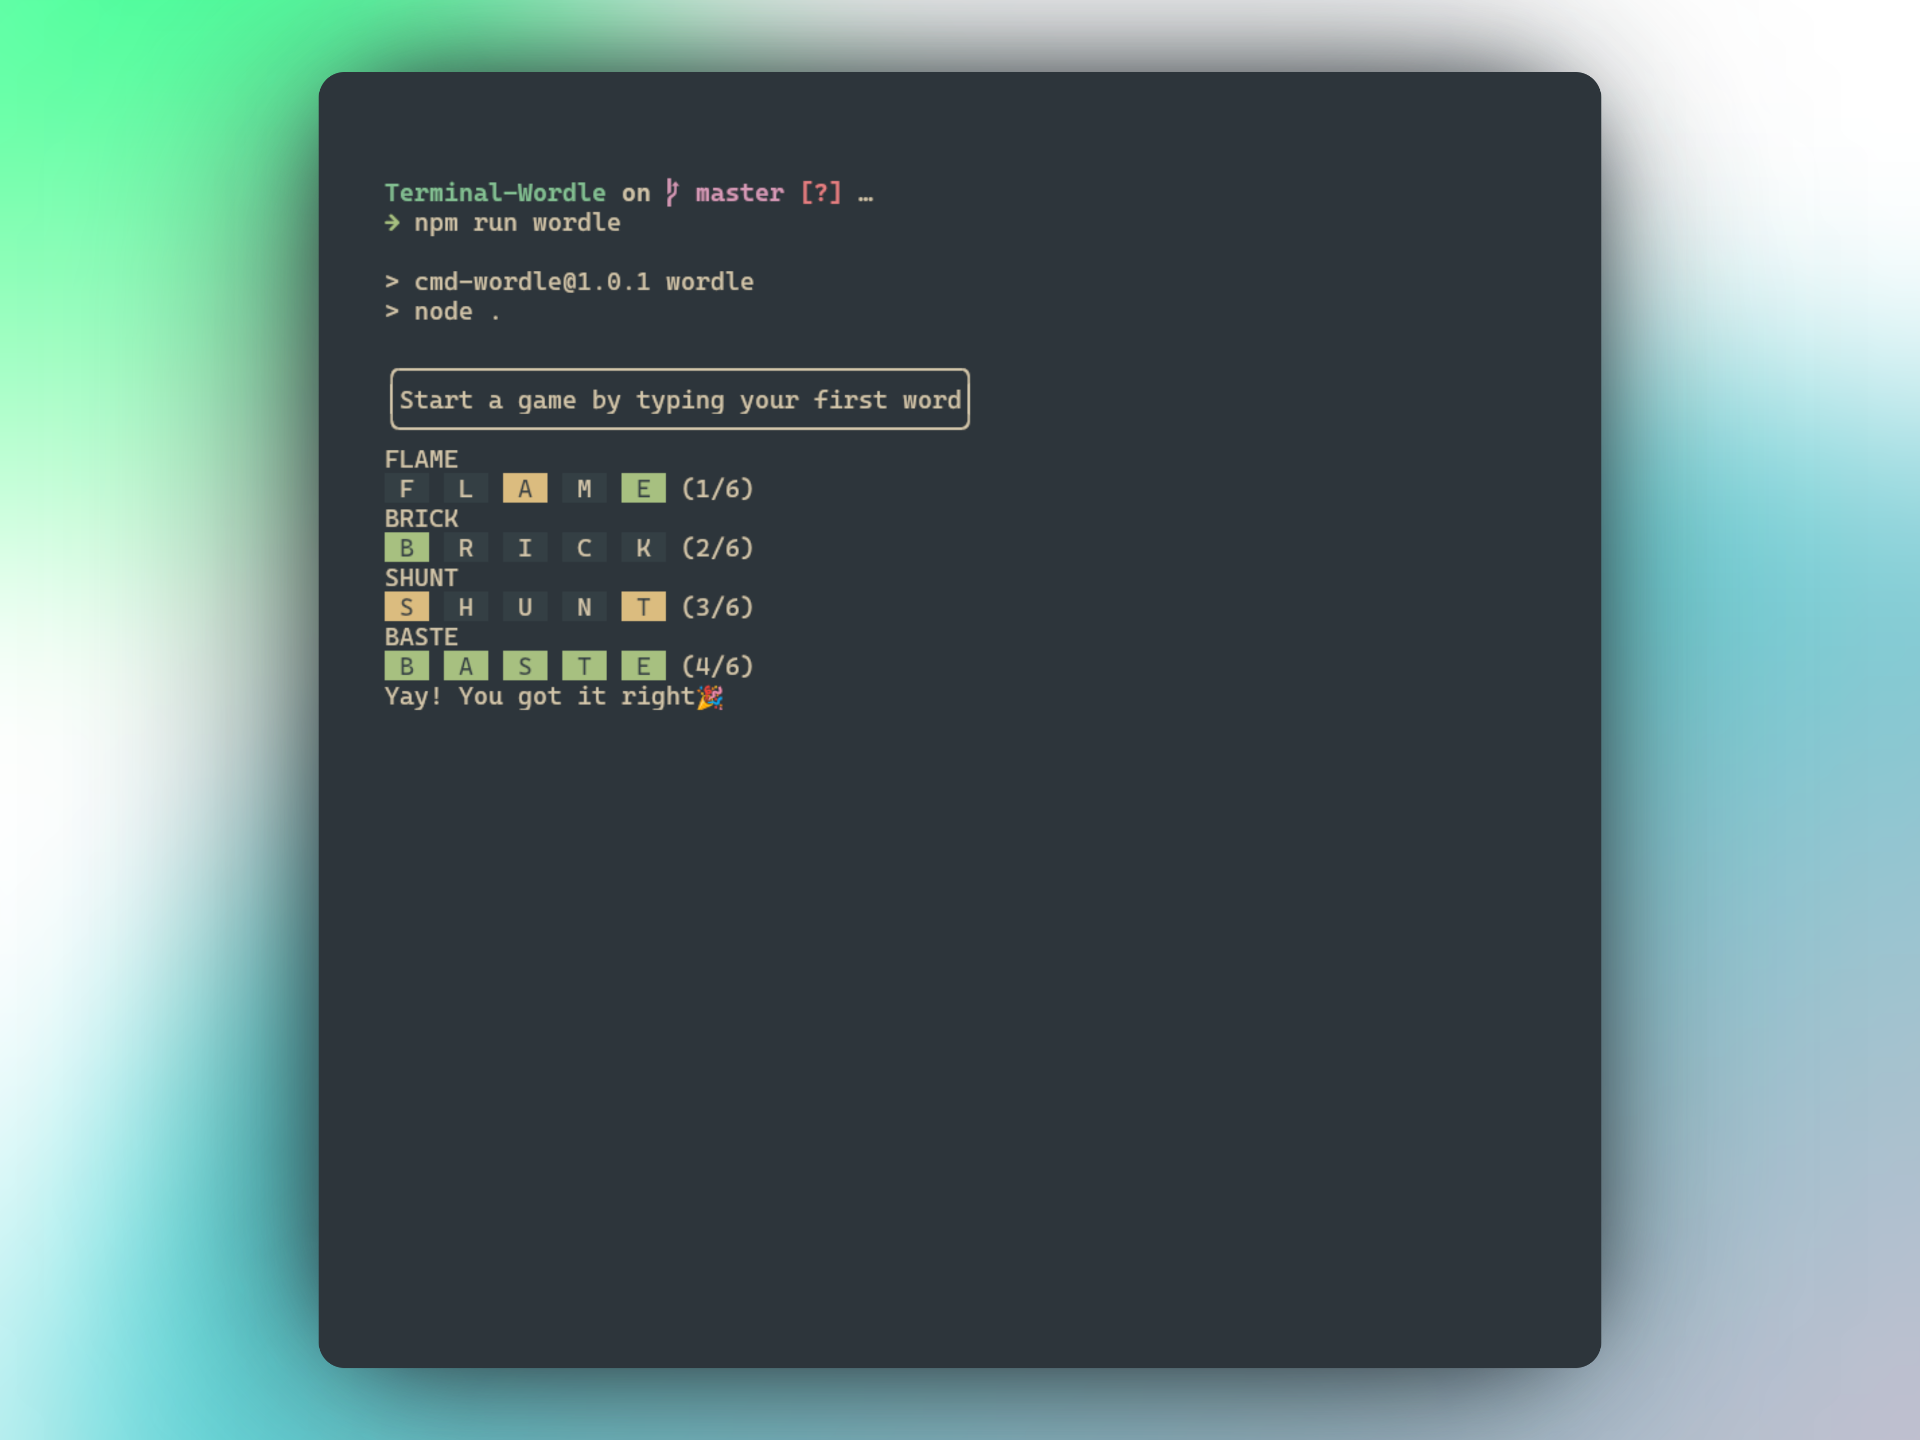 Terminal-Wordle on master [?] …
→ npm run wordle
> cmd-wordle@1.0.1 wordle
> node .
Start a game by typing your first word
FLAME
F L A M E (1/6)
BRICK
B R I C K (2/6)
SHUNT
S H U N T (3/6)
BASTE
B A S T E (4/6)
Yay! You got it right🎉